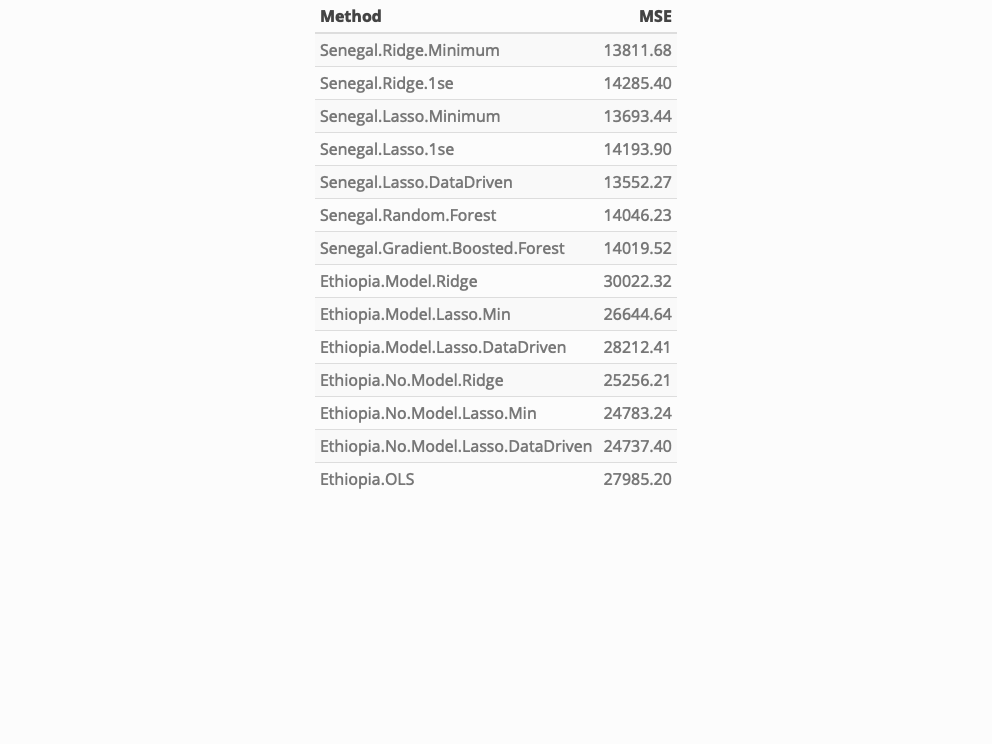 Method MSE
Senegal.Ridge.Minimum 13811.68
Senegal.Ridge.1se 14285.40
Senegal.Lasso.Minimum 13693.44
Senegal.Lasso.1se 14193.90
Senegal.Lasso.DataDriven 13552.27
Senegal.Random.Forest 14046.23
Senegal.Gradient.Boosted.Forest 14019.52
Ethiopia.Model.Ridge 30022.32
Ethiopia.Model.Lasso.Min 26644.64
Ethiopia.Model.Lasso.DataDriven 28212.41
Ethiopia.No.Model.Ridge 25256.21
Ethiopia.No.Model.Lasso.Min 24783.24
Ethiopia.No.Model.Lasso.DataDriven 24737.40
Ethiopia.OLS 27985.20